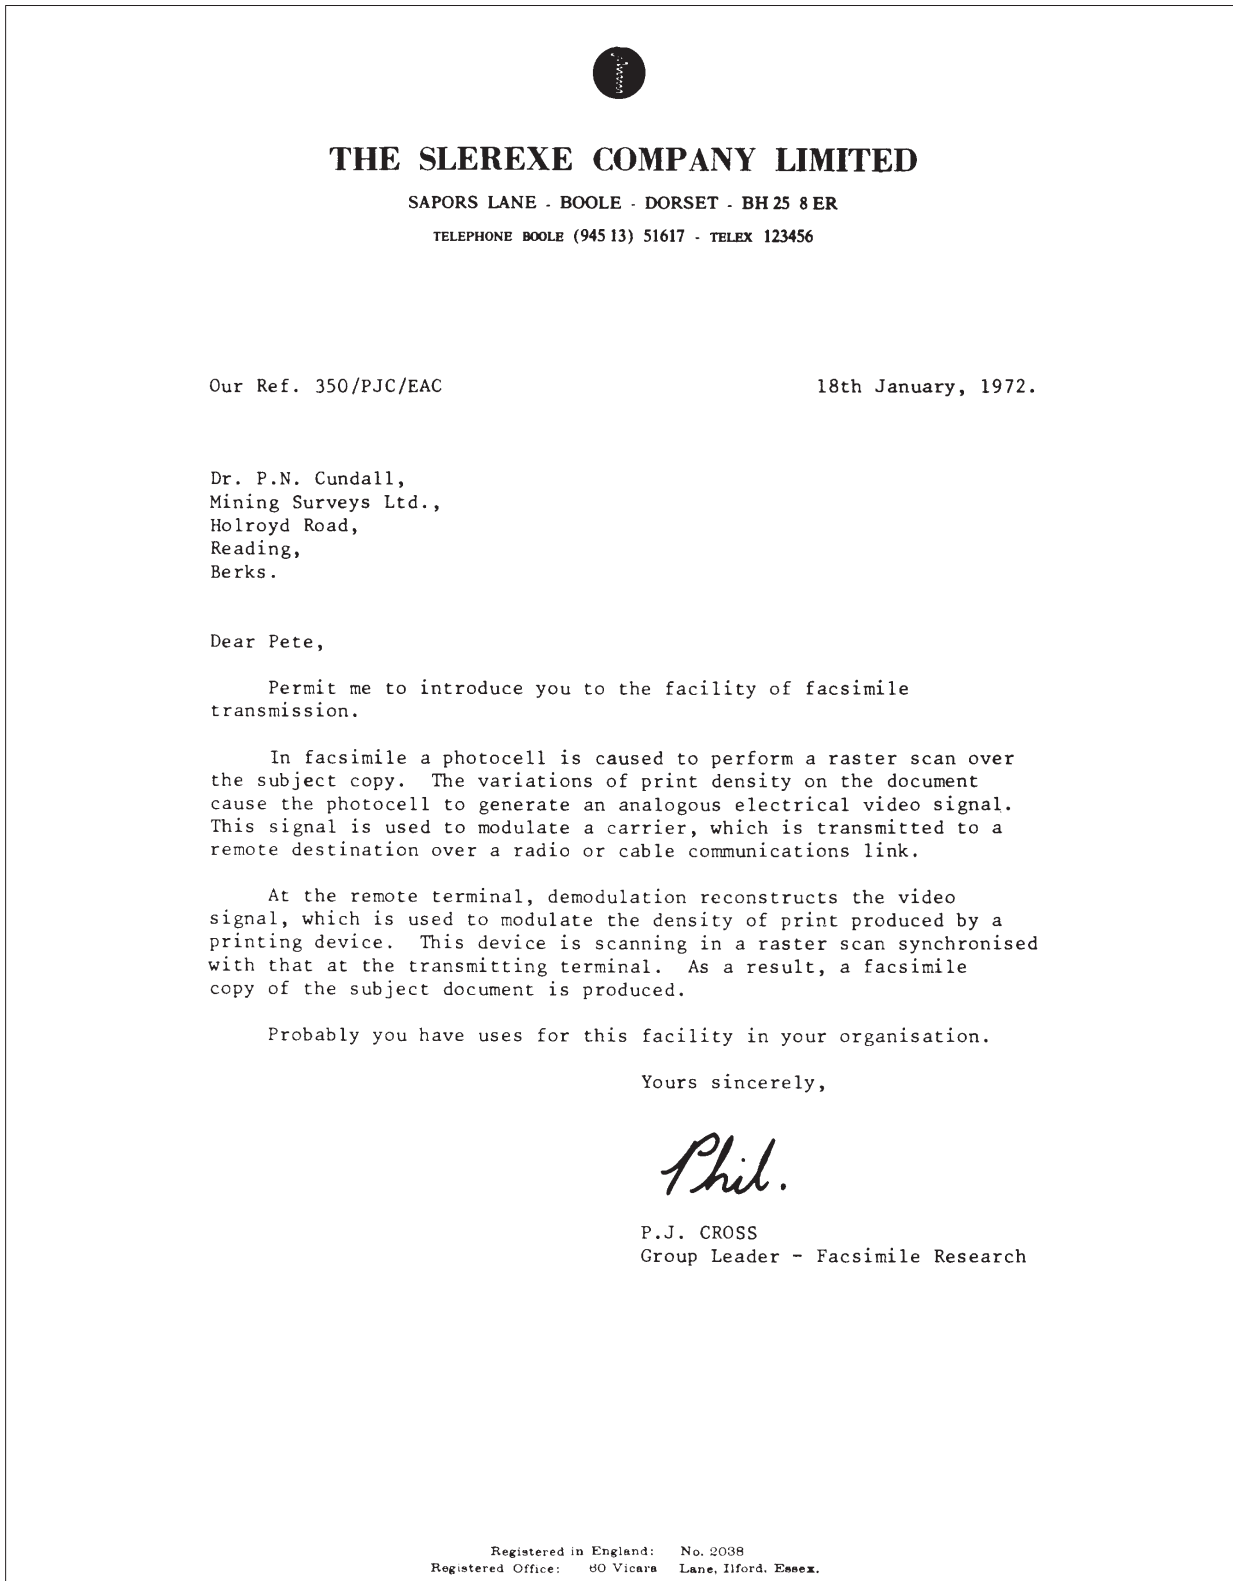 THE SLEREXE COMPANY LIMITED
SAPORS LANE - BOOLE - DORSET - BH 25 8 ER
TELEPHONE BOOLE (945 13) 51617 - TELEX 123456
Our Ref. 350/PJC/EAC 18th January, 1972.
Dr. P.N. Cundall,
Mining Surveys Ltd.,
Holroyd Road,
Reading,
Berks.
Dear Pete,
Permit me to introduce you to the facility of facsimile
transmission.
In facsimile a photocell is caused to perform a raster scan over
the subject copy. The variations of print density on the document
cause the photocell to generate an analogous electrical video signal.
This signal is used to modulate a carrier, which is transmitted to a
remote destination over a radio or cable communications link.
At the remote terminal, demodulation reconstructs the video
signal, which is used to modulate the density of print produced by a
printing device. This device is scanning in a raster scan synchronised
with that at the transmitting terminal. As a result, a facsimile
copy of the subject document is produced.
Probably you have uses for this facility in your organisation.
Yours sincerely,
Phil.
P.J. CROSS
Group Leader - Facsimile Research
Registered in England: No. 2038
Registered Office: 60 Vicara Lane, Ilford. Essex.